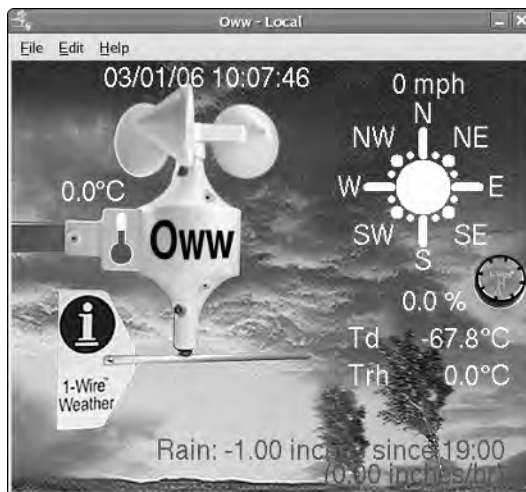 Oww - Local
File Edit Help
03/01/06 10:07:46
0 mph
N
NW NE
W E
SW SE
S
0.0°C
Oww
0.0 %
Td -67.8°C
Trh 0.0°C
1-Wire™
Weather
Rain: -1.00 inches since 19:00
(0.00 inches/hr)